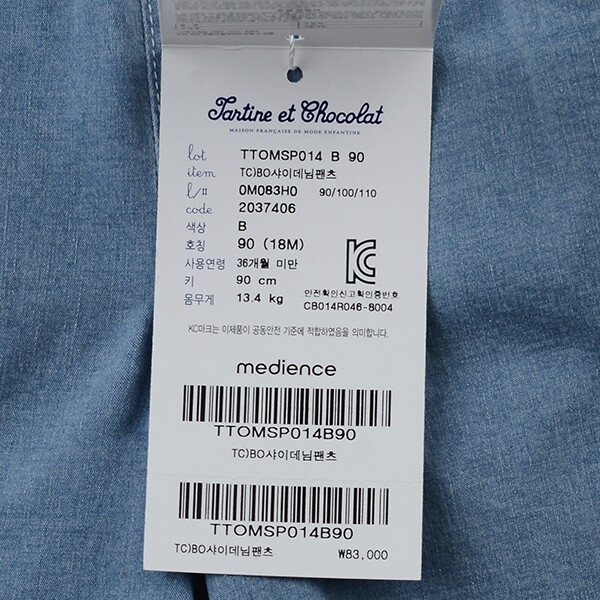 Tartine et Chocolat
MAISON FRANÇAISE DE MODE ENFANTINE
lot TTOMSP014 B 90
item TC)BO샤이데님팬츠
l/# 0M083H0 90/100/110
code 2037406
색상 B
호칭 90 (18M)
사용연령 36개월 미만
키 90 cm
몸무게 13.4 kg
안전확인신고확인증번호
CB014R046-8004
KC마크는 이제품이 공동안전 기준에 적합하였음을 의미합니다.
medience
TTOMSP014B90
TC)BO샤이데님팬츠
TTOMSP014B90
TC)BO샤이데님팬츠 ₩83,000